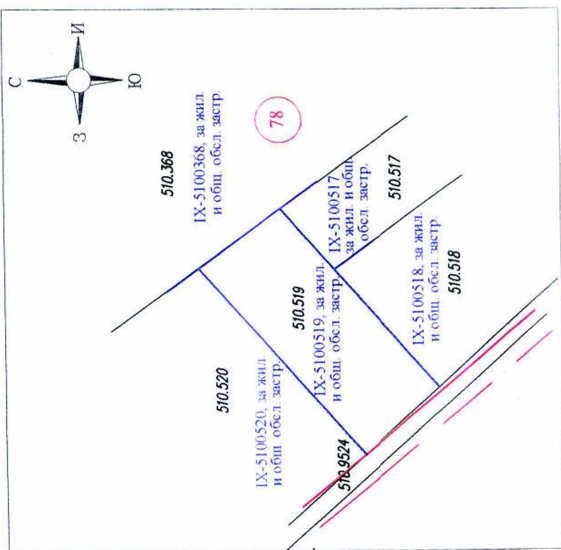 С
И
З
Ю
510.368
IX-5100368, за жил.
и общ. обсл. застр.
78
IX-5100517,
за жил. и общ.
обсл. застр.
510.517
510.519
IX-5100519, за жил.
и общ. обсл. застр.
IX-5100518, за жил.
и общ. обсл. застр.
510.518
510.520
IX-5100520, за жил.
и общ. обсл. застр.
510.9524